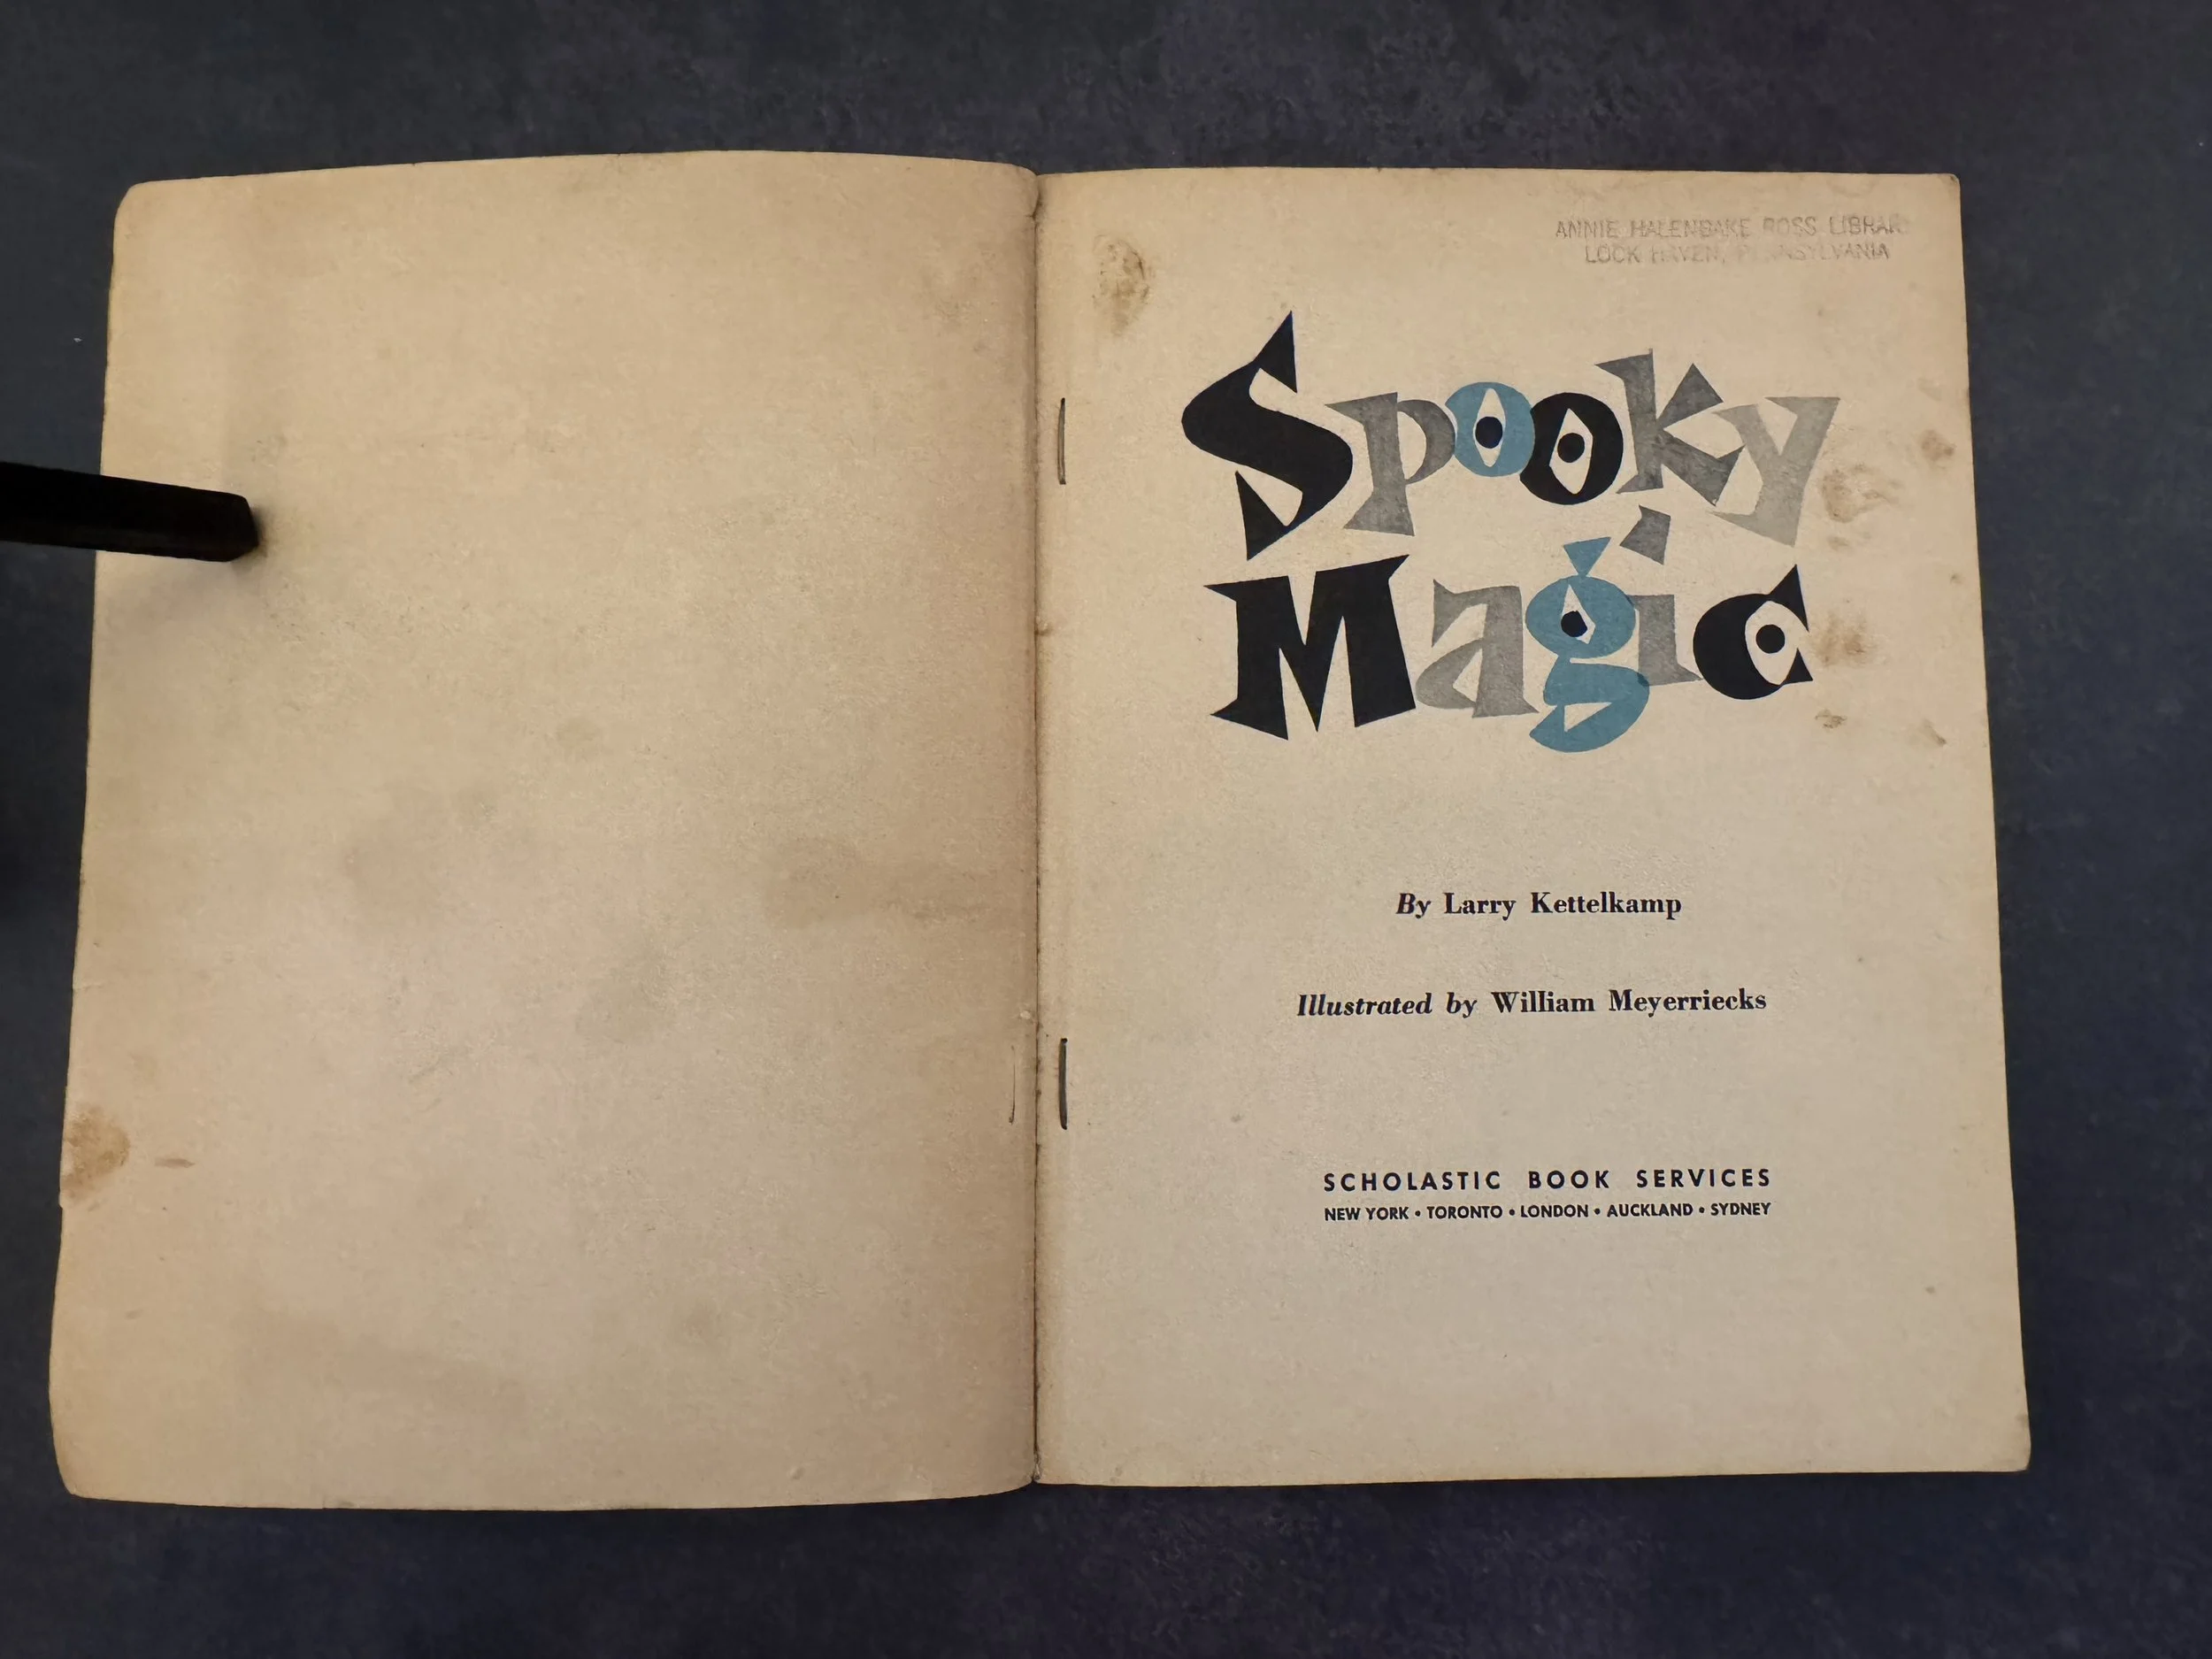 ANNIE HALENBAKE ROSS LIBRAR
LOCK HAVEN, PENNSYLVANIA
Spooky
Magic
By Larry Kettelkamp
Illustrated by William Meyerriecks
SCHOLASTIC BOOK SERVICES
NEW YORK • TORONTO • LONDON • AUCKLAND • SYDNEY